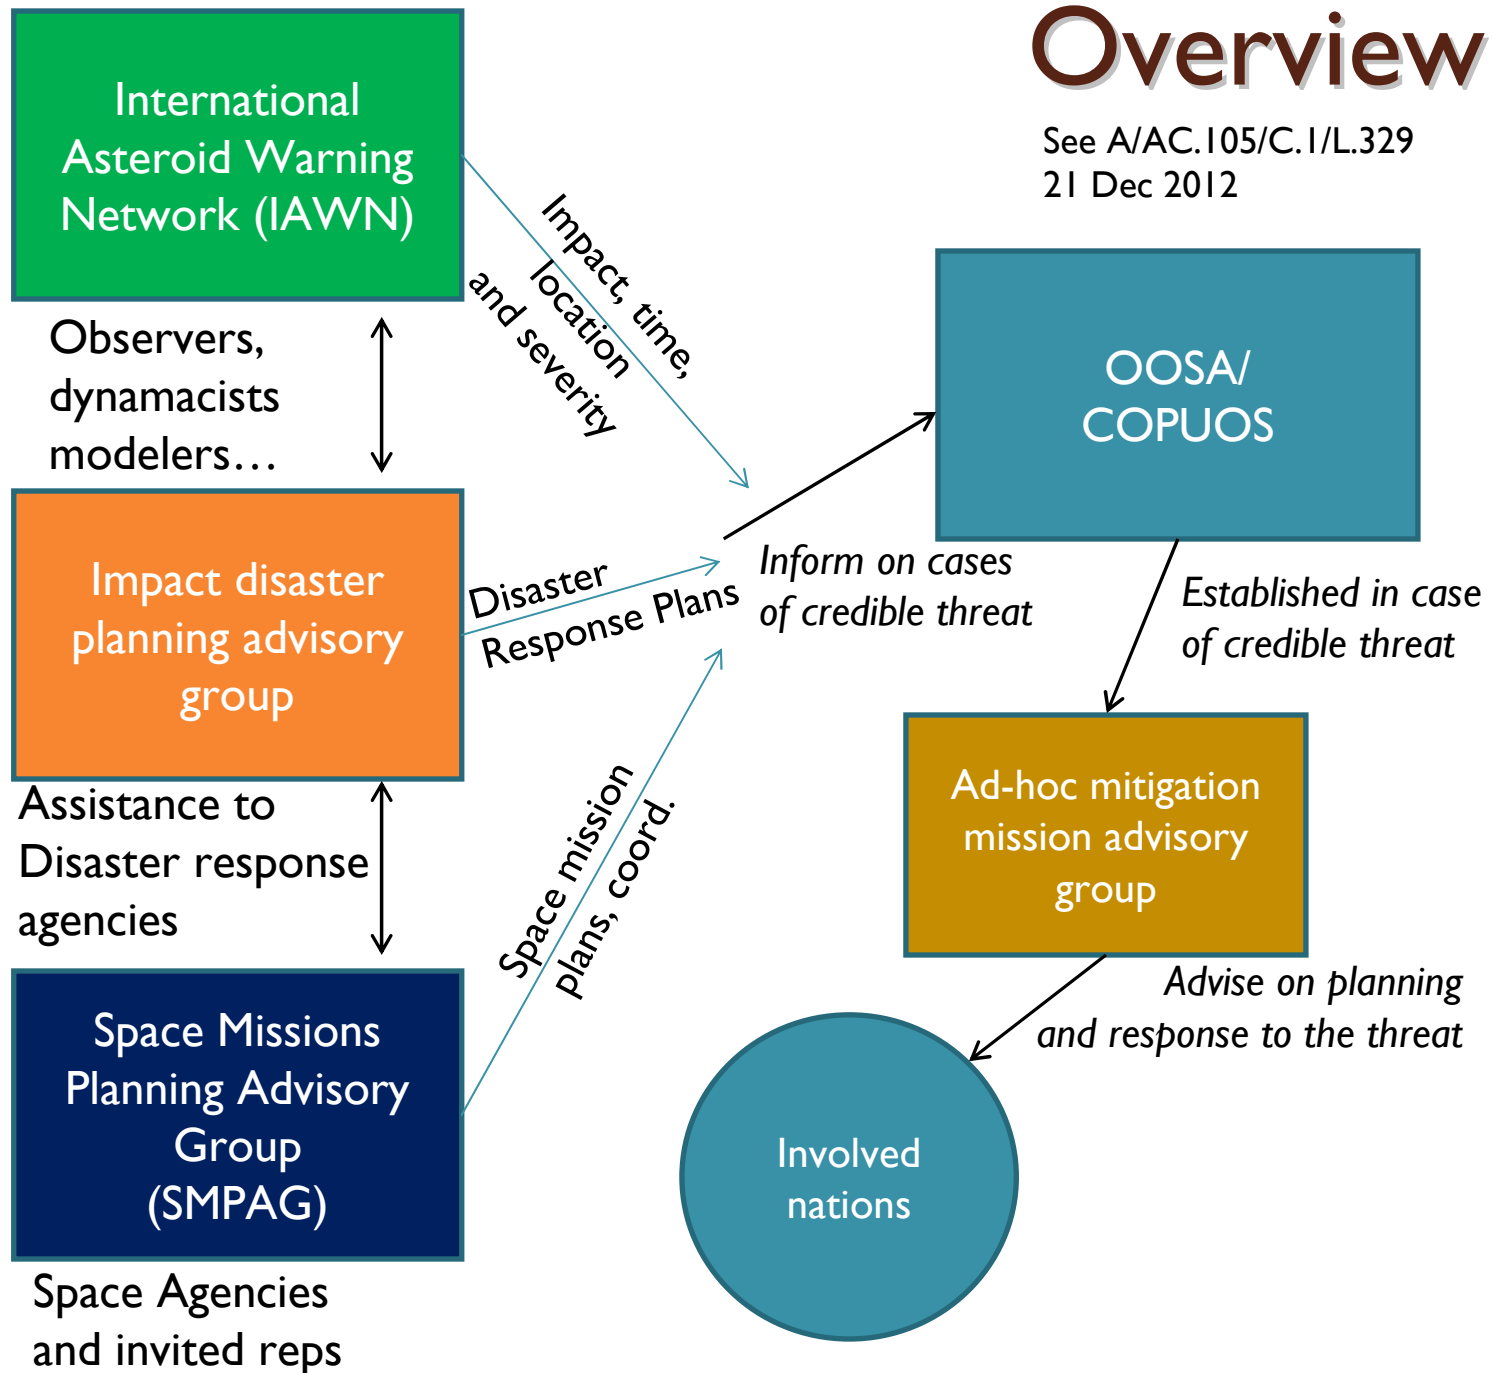 Overview
See A/AC.105/C.1/L.329
21 Dec 2012
International
Asteroid Warning
Network (IAWN)
Observers,
dynamacists
modelers…
Impact, time,
location
and severity
OOSA/
COPUOS
Impact disaster
planning advisory
group
Disaster
Response Plans
Inform on cases
of credible threat
Established in case
of credible threat
Assistance to
Disaster response
agencies
Space mission
plans, coord.
Ad-hoc mitigation
mission advisory
group
Advise on planning
and response to the threat
Space Missions
Planning Advisory
Group
(SMPAG)
Involved
nations
Space Agencies
and invited reps